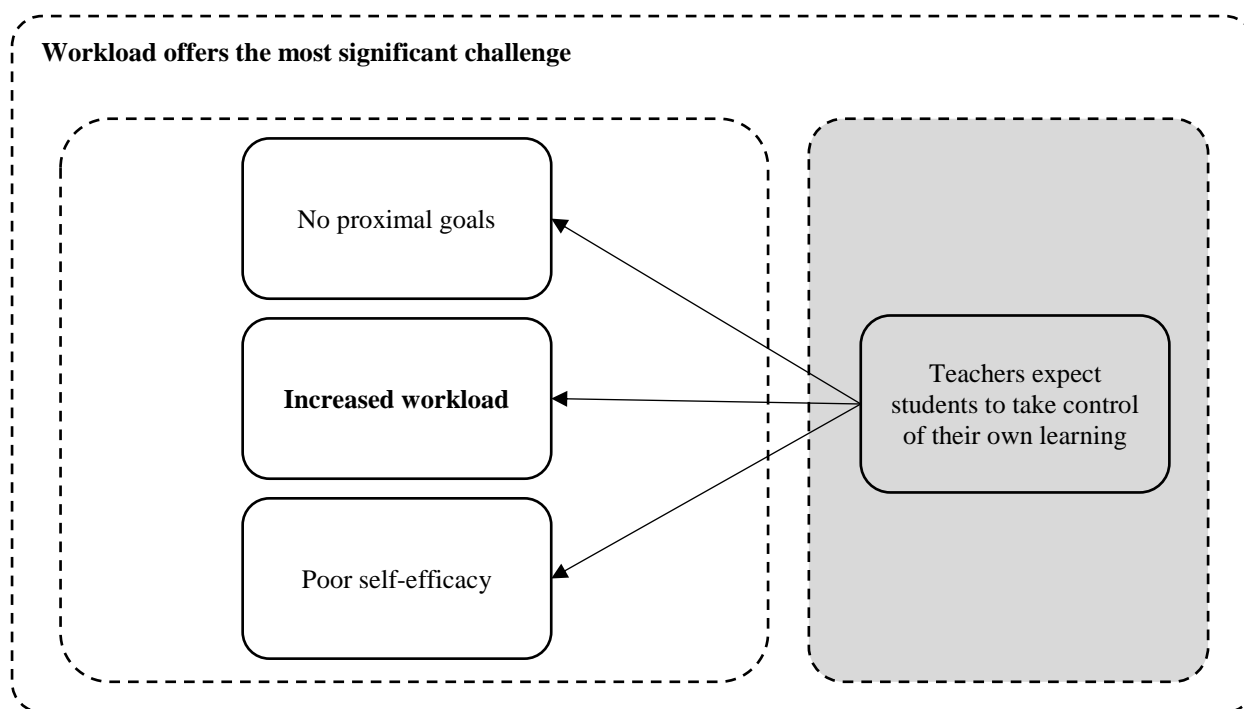 Workload offers the most significant challenge
No proximal goals
Increased workload
Poor self-efficacy
Teachers expect
students to take control
of their own learning